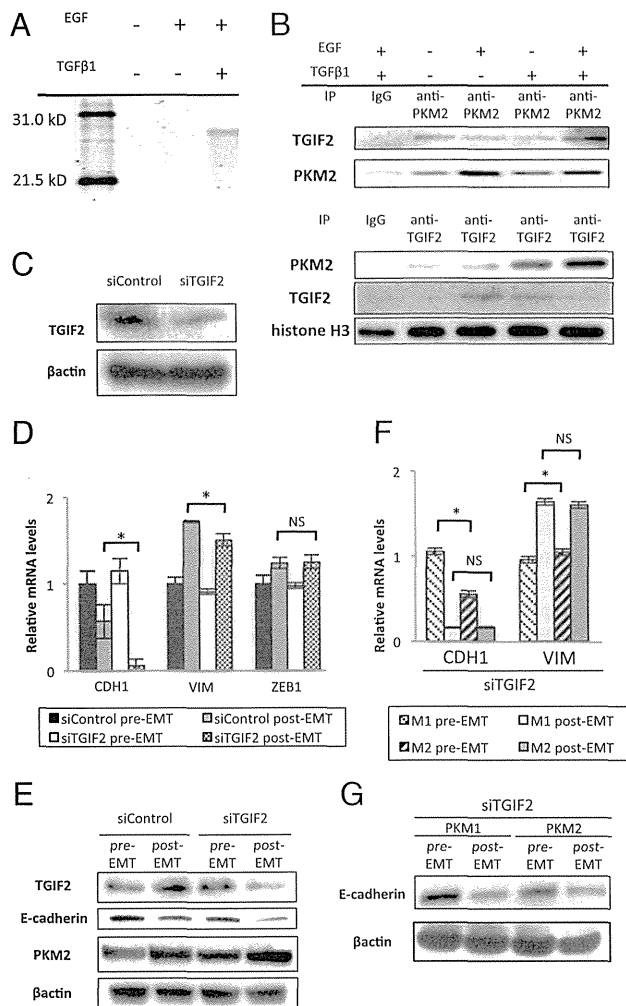 A
EGF - + +
TGFβ1 - - +
31.0 kD
21.5 kD
B
EGF + - + - +
TGFβ1 + - - + +
IP IgG anti-PKM2 anti-PKM2 anti-PKM2 anti-PKM2
TGIF2
PKM2
IP IgG anti-TGIF2 anti-TGIF2 anti-TGIF2 anti-TGIF2
PKM2
TGIF2
histone H3
C
siControl siTGIF2
TGIF2
βactin
D
Relative mRNA levels
2
1
0
* * NS
CDH1 VIM ZEB1
siControl pre-EMT siControl post-EMT
siTGIF2 pre-EMT siTGIF2 post-EMT
F
Relative mRNA levels
2
1
0
* NS * NS
CDH1 VIM
siTGIF2
M1 pre-EMT M1 post-EMT
M2 pre-EMT M2 post-EMT
E
siControl siTGIF2
pre-EMT post-EMT pre-EMT post-EMT
TGIF2
E-cadherin
PKM2
βactin
G
siTGIF2
PKM1 PKM2
pre-EMT post-EMT pre-EMT post-EMT
E-cadherin
βactin